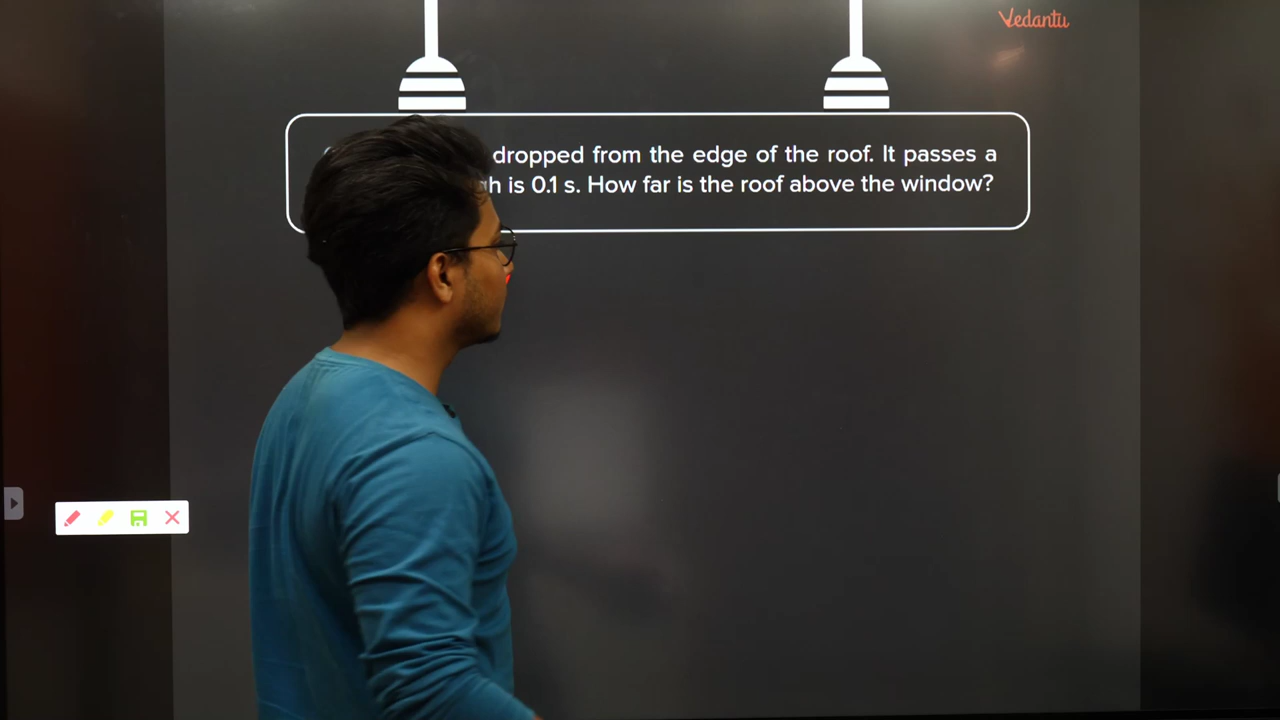 Vedantu
dropped from the edge of the roof. It passes a
is 0.1 s. How far is the roof above the window?